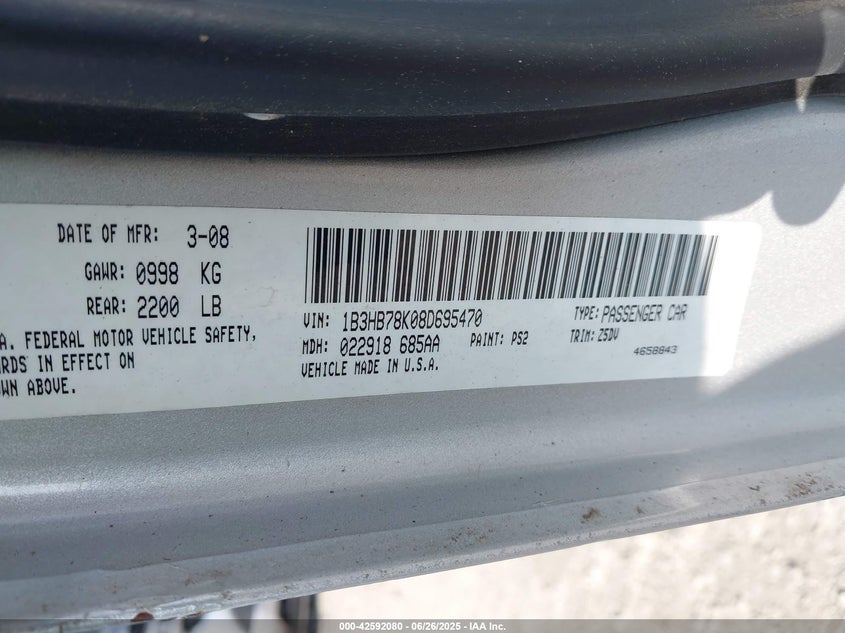 DATE OF MFR: 3-08
GAWR: 0998 KG
REAR: 2200 LB
A. FEDERAL MOTOR VEHICLE SAFETY,
IN EFFECT ON
ABOVE.
VIN: 1B3HB78K08D695470
TYPE: PASSENGER CAR
MDH: 022918 685AA
PAINT: PS2
TRIM: Z5DV
VEHICLE MADE IN U.S.A.
4658843
000-42592080 - 06/26/2025 - IAA Inc.